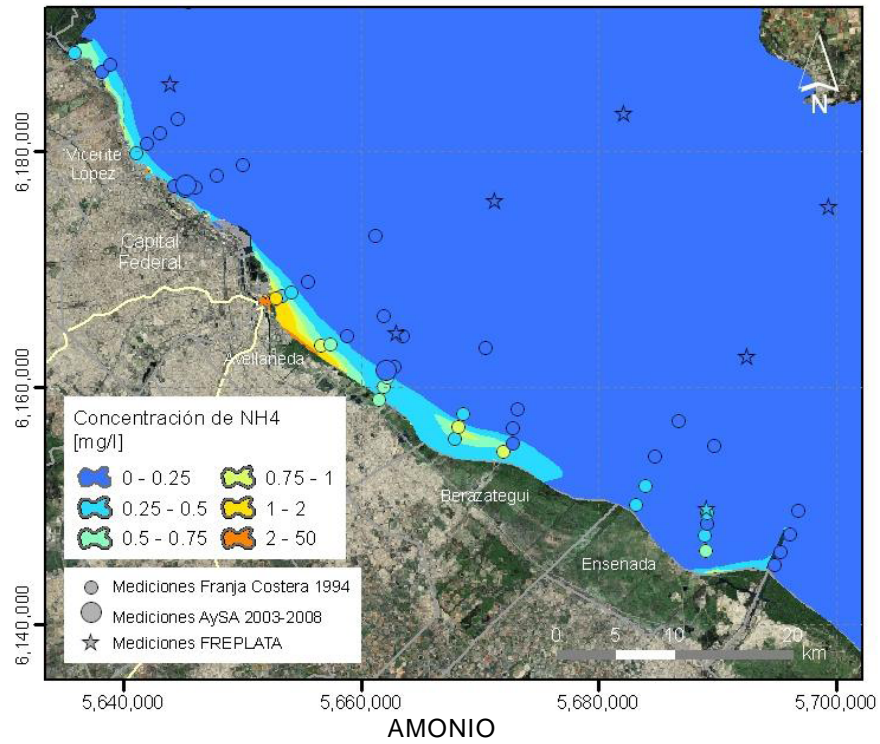 N
6,180,000
6,160,000
6,140,000
Vicente
López
Capital
Federal
Avellaneda
Berazategui
Ensenada
Concentración de NH4
[mg/l]
0 - 0.25
0.75 - 1
0.25 - 0.5
1 - 2
0.5 - 0.75
2 - 50
Mediciones Franja Costera 1994
Mediciones AySA 2003-2008
Mediciones FREPLATA
0 5 10 20
km
5,640,000
5,660,000
5,680,000
5,700,000
AMONIO